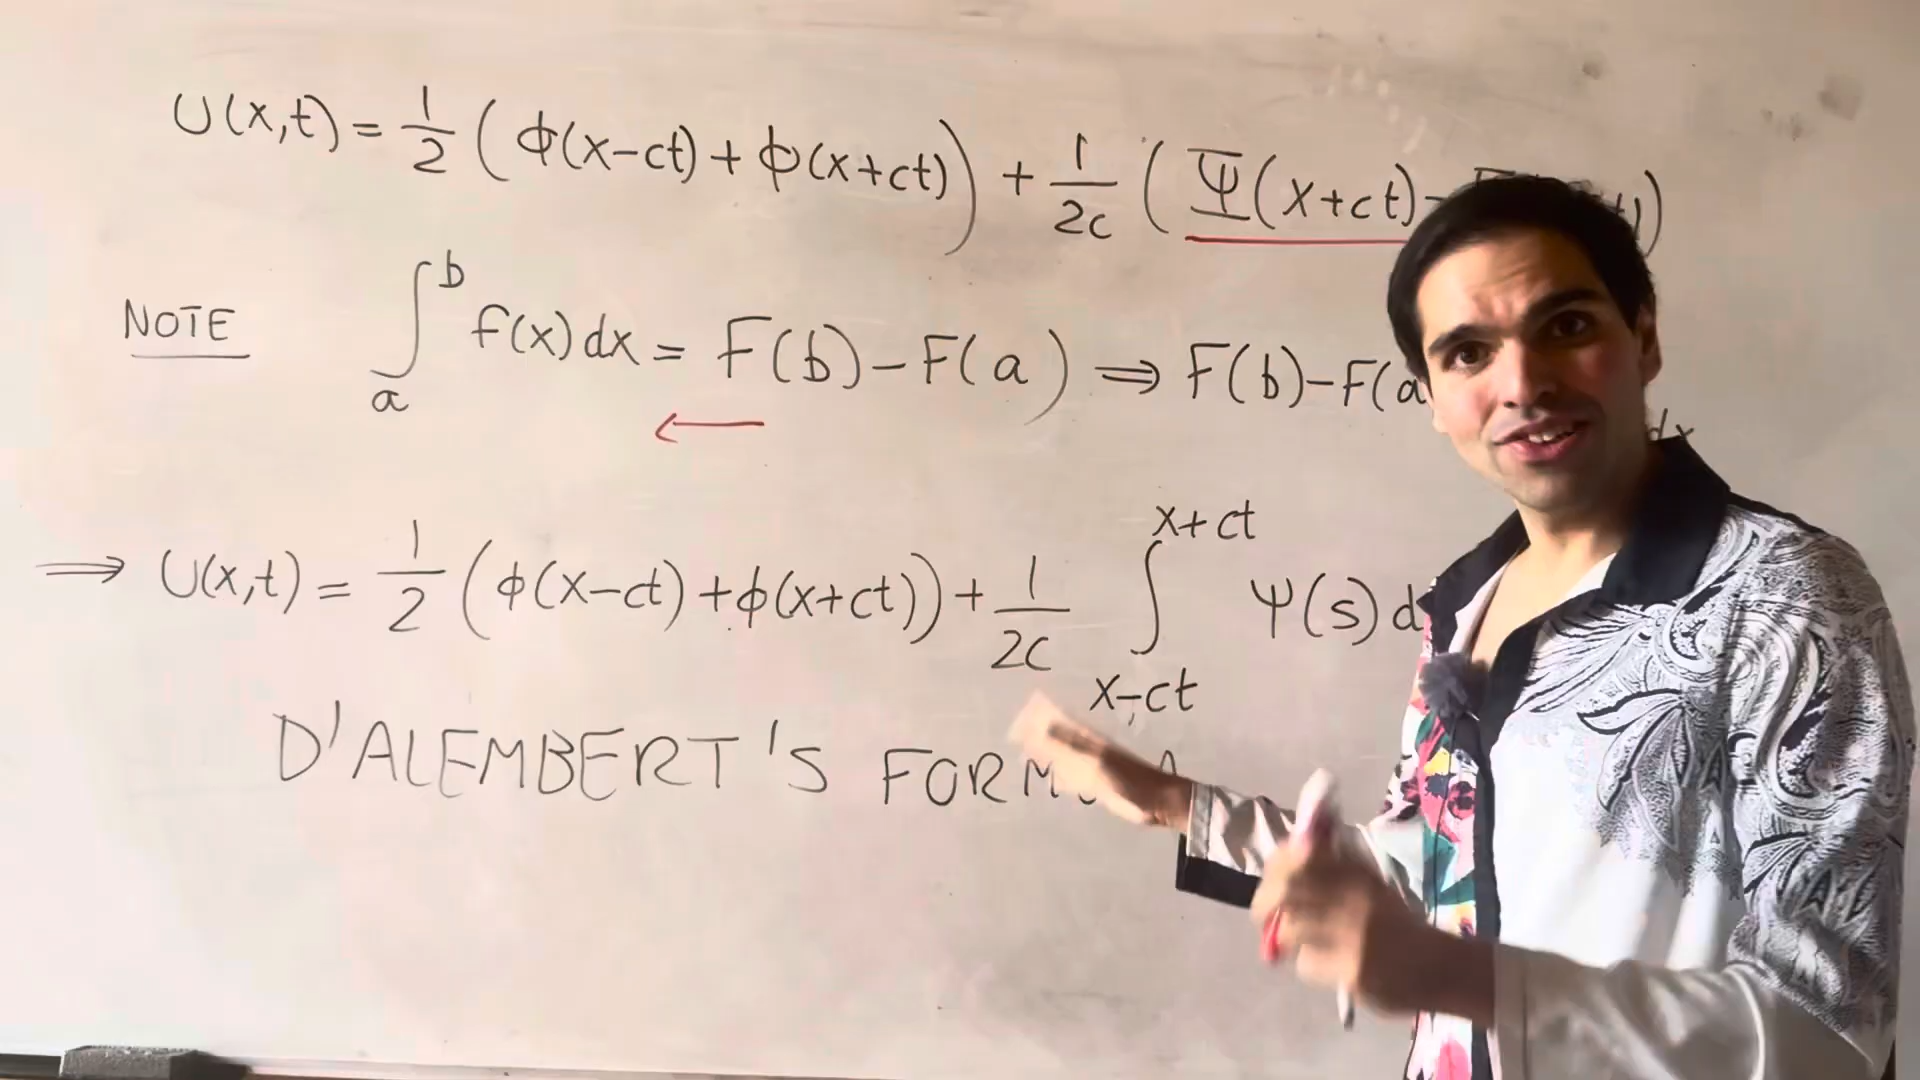 U(x,t) = 1/2 ( ϕ(x-ct) + ϕ(x+ct) ) + 1/2c ( Ψ(x+ct) - )
NOTE ∫_a^b f(x) dx = F(b) - F(a) ⇒ F(b) - F(a dx
←
⇒ U(x,t) = 1/2 ( ϕ(x-ct) + ϕ(x+ct) ) + 1/2c ∫_{x-ct}^{x+ct} ψ(s) d
D'ALEMBERT'S